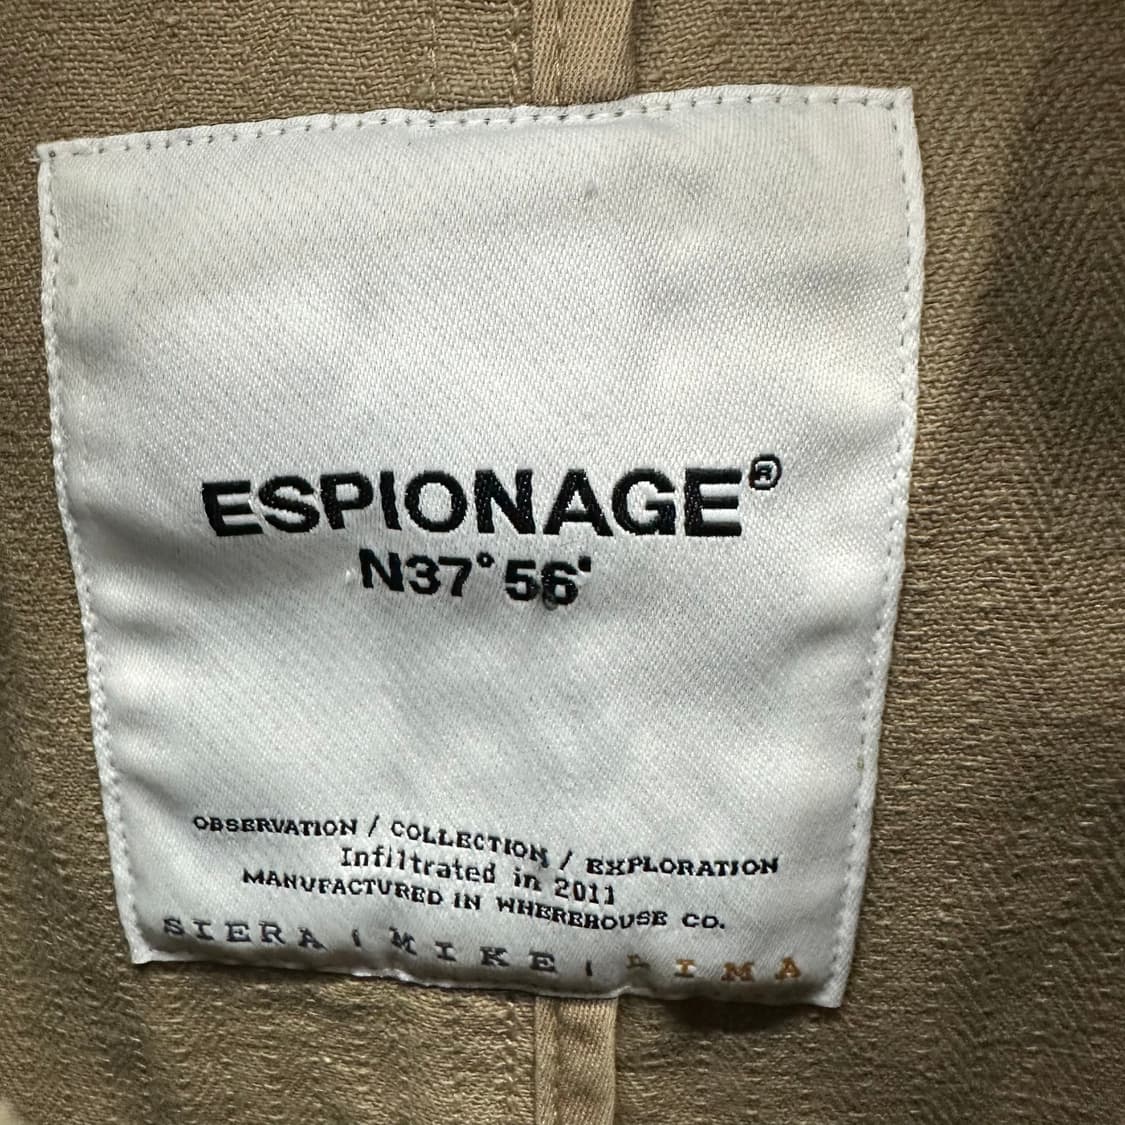 ESPIONAGE®
N37°56'
OBSERVATION / COLLECTION / EXPLORATION
Infiltrated in 2011
MANUFACTURED IN WHEREHOUSE CO.
SIERA / MIKE / LIMA